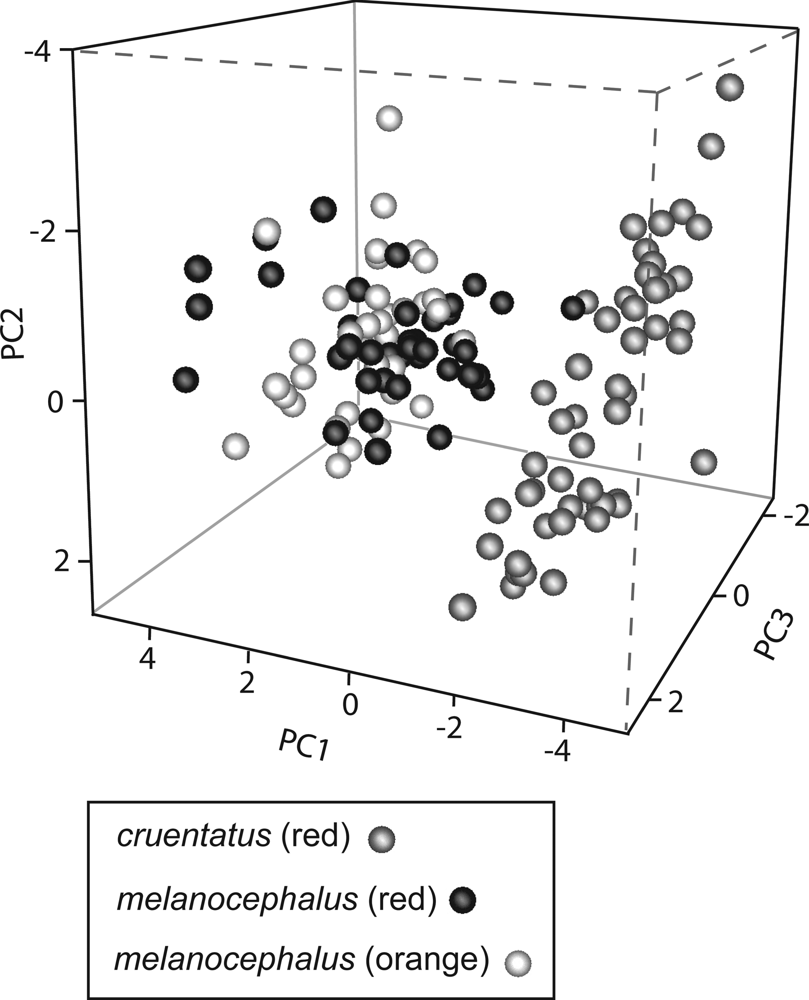 -4
-2
PC2
0
2
4
2
0
-2
-4
PC1
-2
0
2
PC3
cruentatus (red)
melanocephalus (red)
melanocephalus (orange)